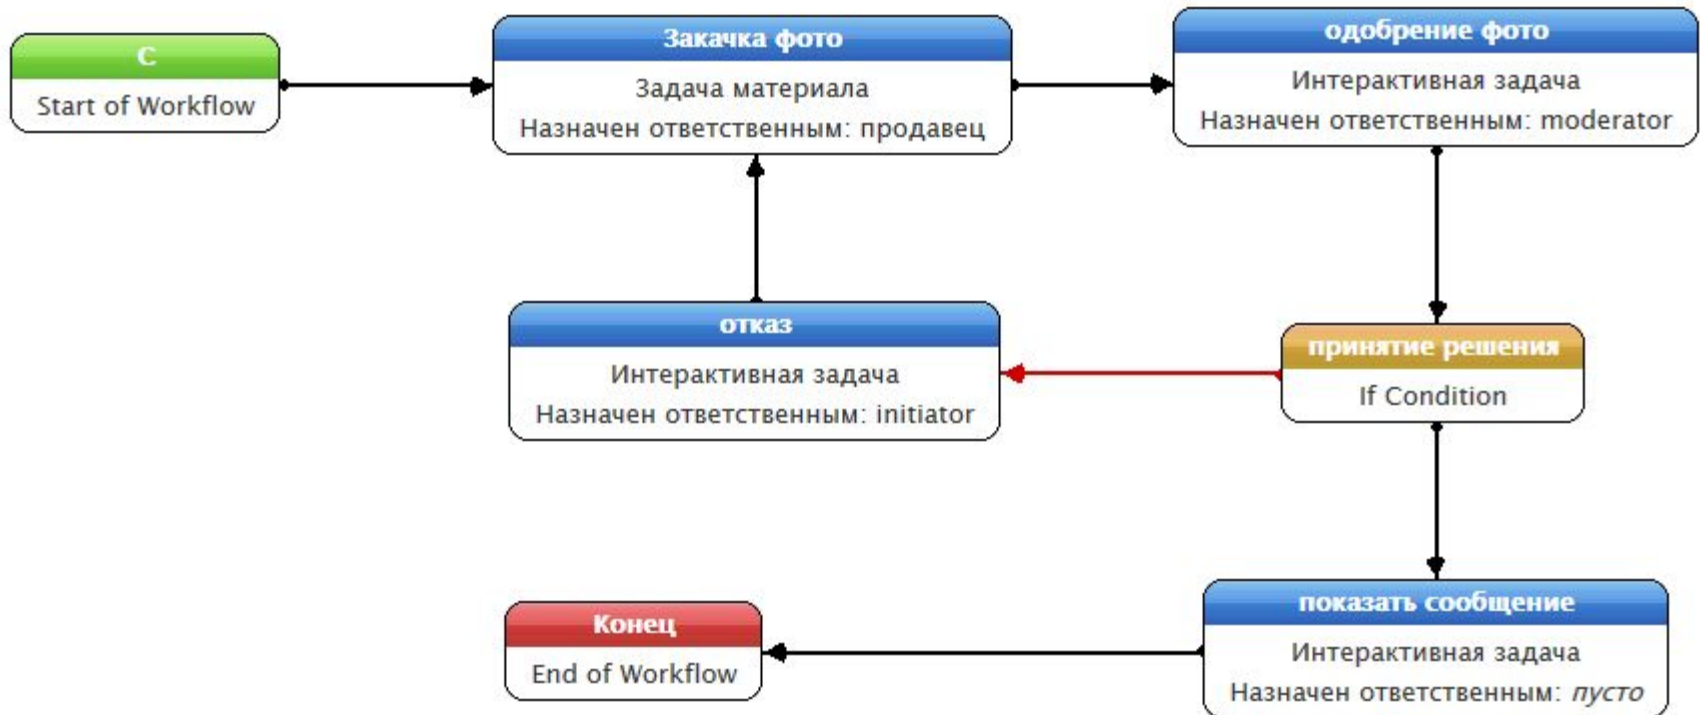 С
Start of Workflow
Закачка фото
Задача материала
Назначен ответственным: продавец
одобрение фото
Интерактивная задача
Назначен ответственным: moderator
отказ
Интерактивная задача
Назначен ответственным: initiator
принятие решения
If Condition
Конец
End of Workflow
показать сообщение
Интерактивная задача
Назначен ответственным: пусто